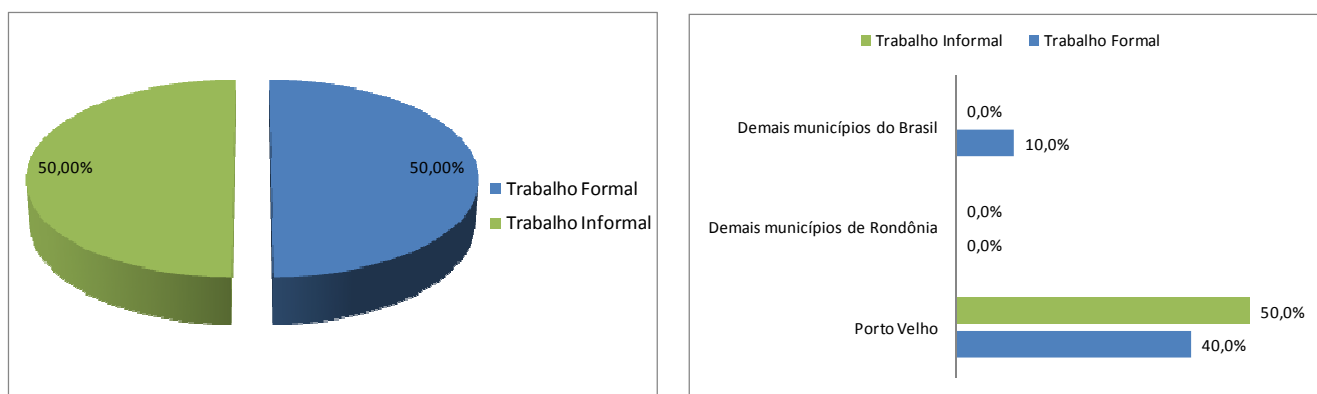 50,00%
50,00%
Trabalho Formal
Trabalho Informal
Trabalho Informal
Trabalho Formal
Demais municípios do Brasil
0,0%
10,0%
Demais municípios de Rondônia
0,0%
0,0%
Porto Velho
50,0%
40,0%